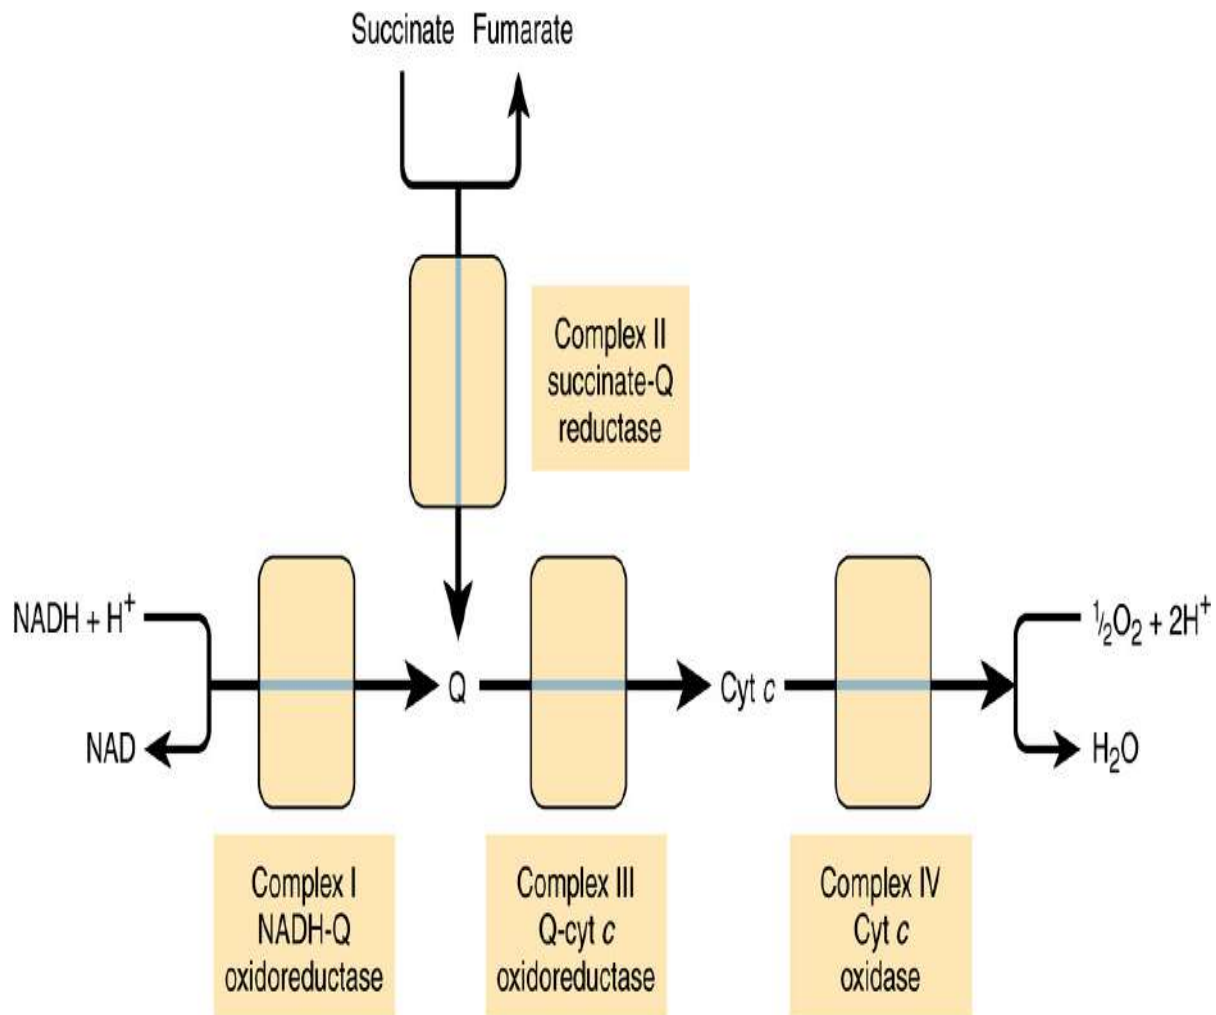 Succinate Fumarate
Complex II
succinate-Q
reductase
NADH + H⁺
Q
Cyt c
½O₂ + 2H⁺
NAD
H₂O
Complex I
NADH-Q
oxidoreductase
Complex III
Q-cyt c
oxidoreductase
Complex IV
Cyt c
oxidase